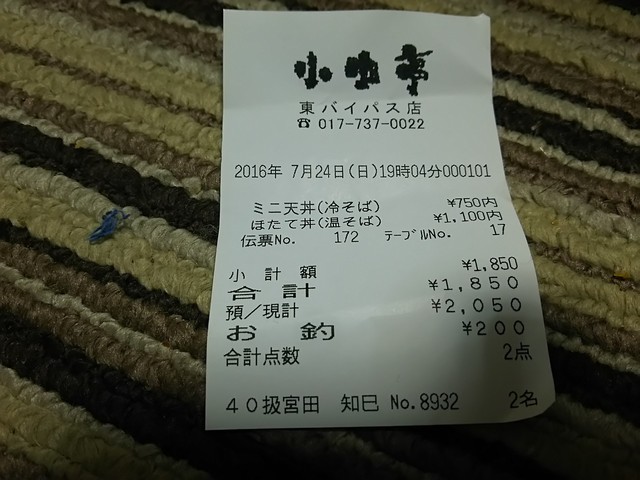 小由亭
東バイパス店
☎ 017-737-0022
2016年 7月24日(日)19時04分000101
ミニ天丼(冷そば) ¥750内
ほたて丼(温そば) ¥1,100内
伝票No. 172 テーブルNo. 17
小 計 額 ¥1,850
合 計 ¥1,850
預/現計 ¥2,050
お 釣 ¥200
合計点数 2点
40扱宮田 知巳 No.8932 2名